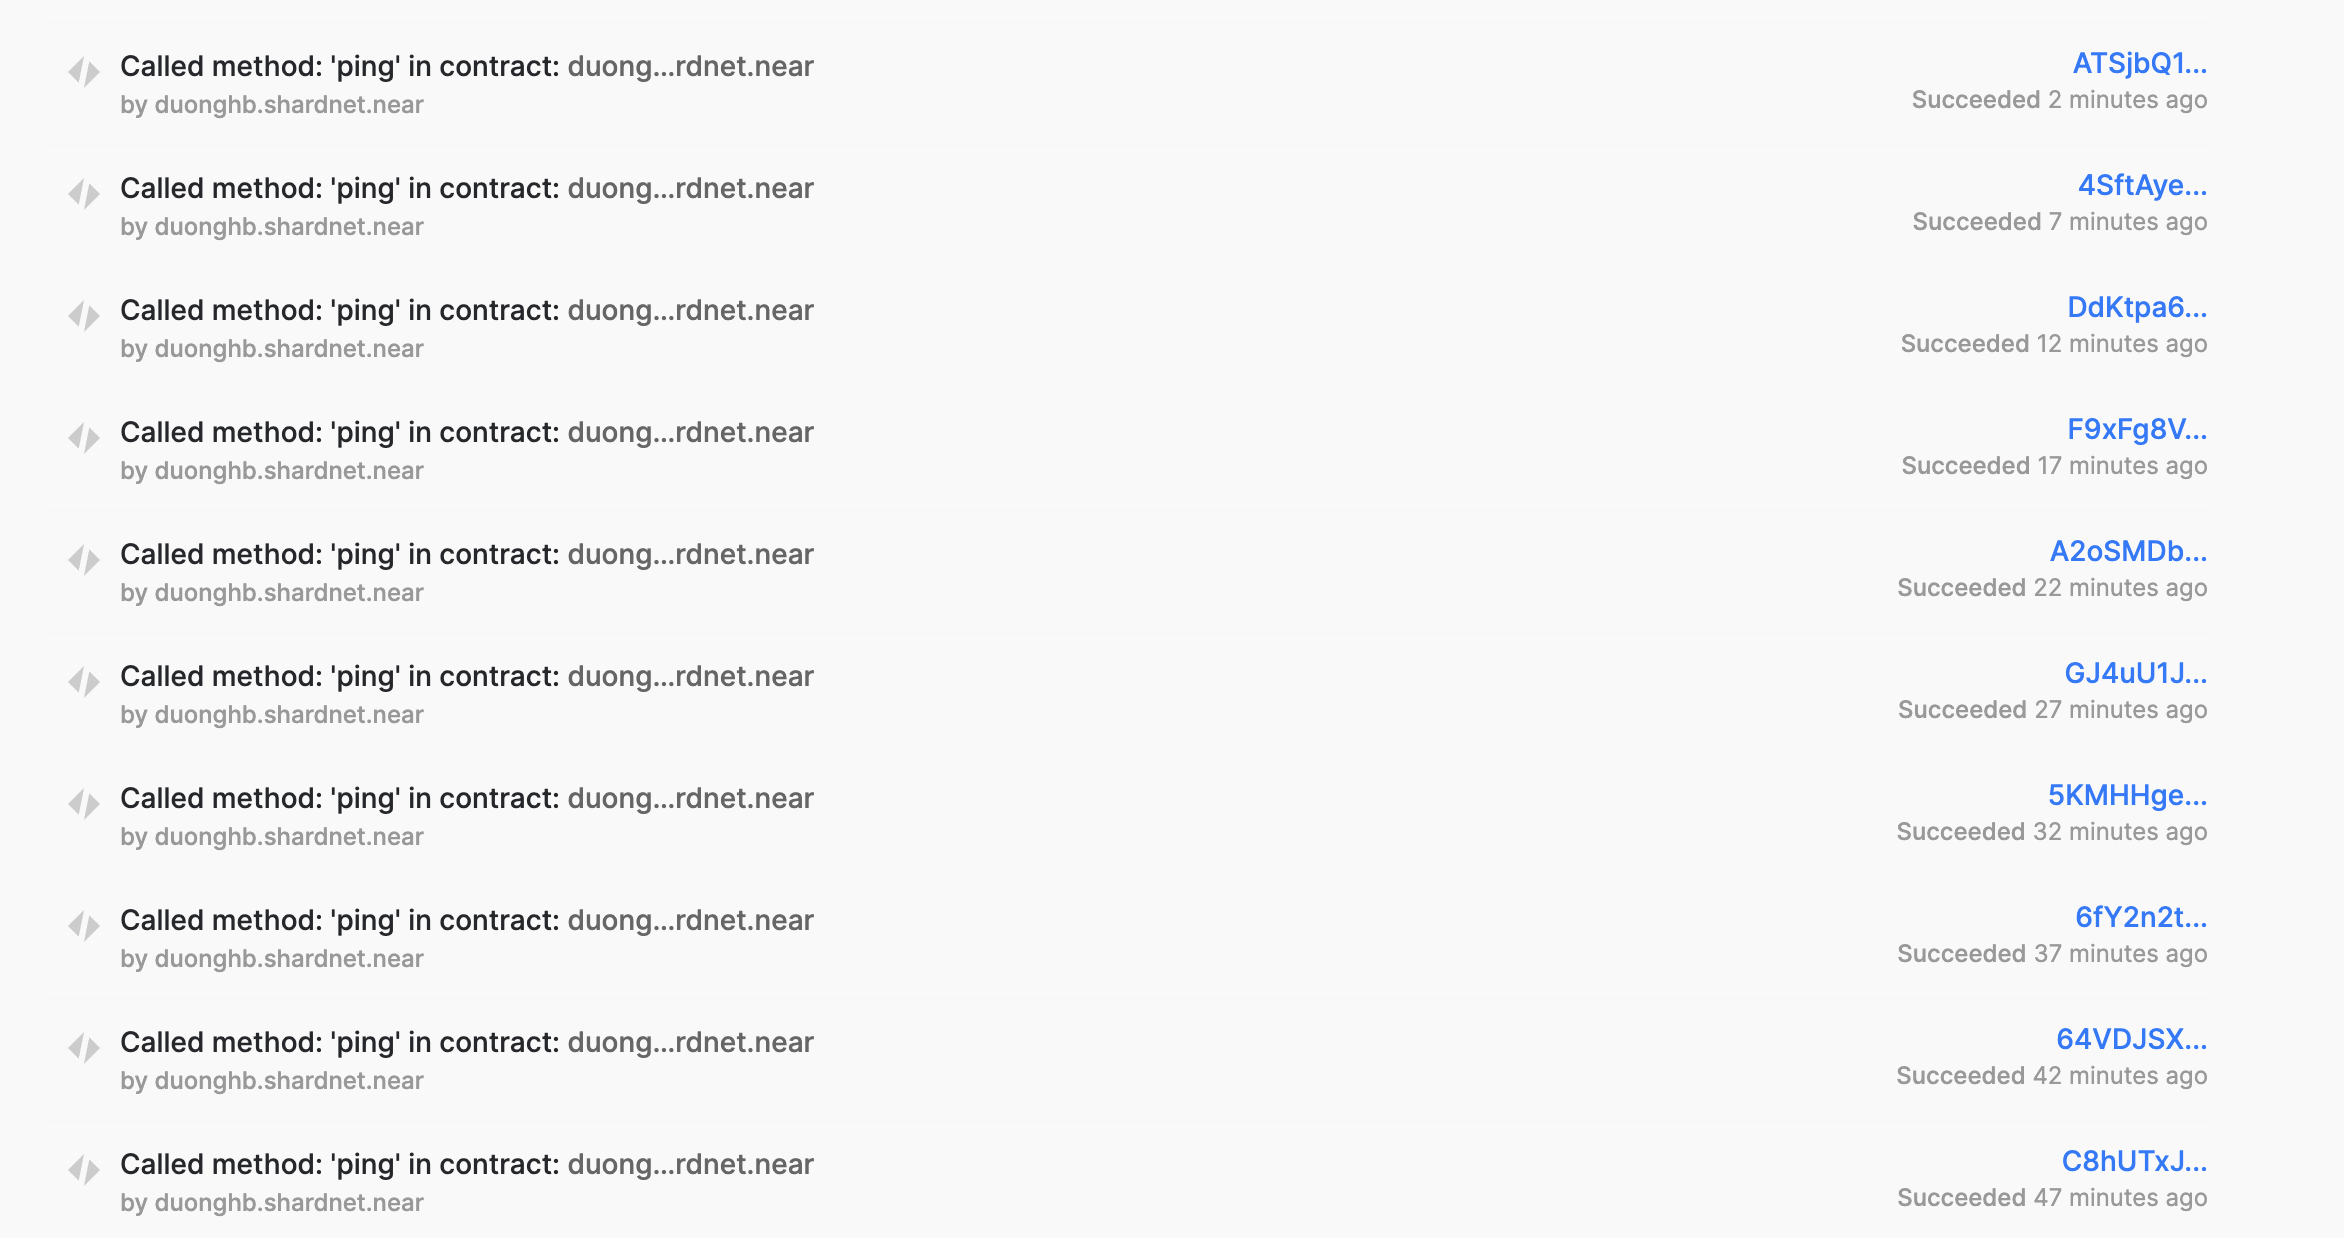 Called method: 'ping' in contract: duong...rdnet.near
ATSjbQ1...
by duonghb.shardnet.near
Succeeded 2 minutes ago
Called method: 'ping' in contract: duong...rdnet.near
4SftAye...
by duonghb.shardnet.near
Succeeded 7 minutes ago
Called method: 'ping' in contract: duong...rdnet.near
DdKtpa6...
by duonghb.shardnet.near
Succeeded 12 minutes ago
Called method: 'ping' in contract: duong...rdnet.near
F9xFg8V...
by duonghb.shardnet.near
Succeeded 17 minutes ago
Called method: 'ping' in contract: duong...rdnet.near
A2oSMDb...
by duonghb.shardnet.near
Succeeded 22 minutes ago
Called method: 'ping' in contract: duong...rdnet.near
GJ4uU1J...
by duonghb.shardnet.near
Succeeded 27 minutes ago
Called method: 'ping' in contract: duong...rdnet.near
5KMHHge...
by duonghb.shardnet.near
Succeeded 32 minutes ago
Called method: 'ping' in contract: duong...rdnet.near
6fY2n2t...
by duonghb.shardnet.near
Succeeded 37 minutes ago
Called method: 'ping' in contract: duong...rdnet.near
64VDJSX...
by duonghb.shardnet.near
Succeeded 42 minutes ago
Called method: 'ping' in contract: duong...rdnet.near
C8hUTxJ...
by duonghb.shardnet.near
Succeeded 47 minutes ago